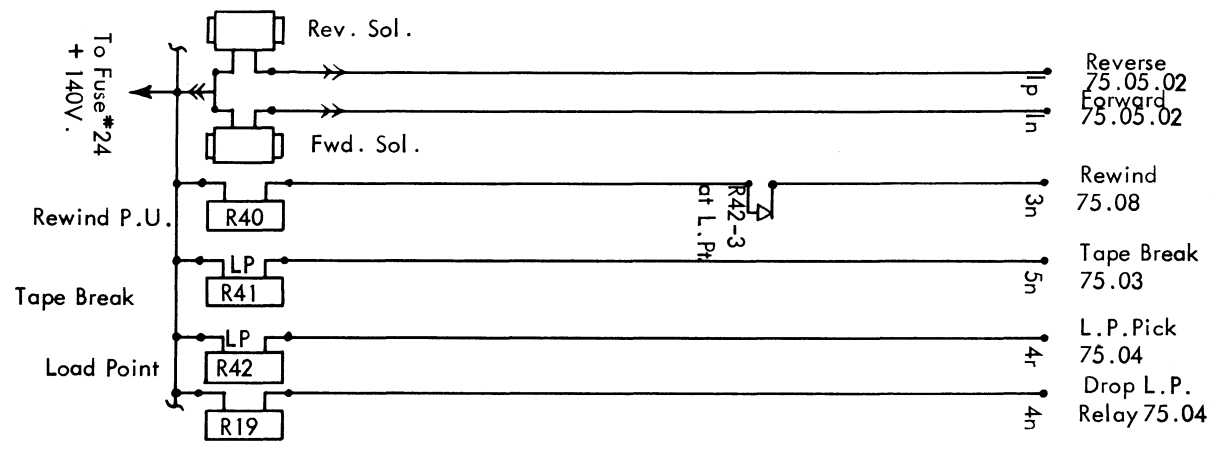 Rev. Sol.
To Fuse#24
+ 140V.
Reverse
75.05.02
1p
Forward
75.05.02
1n
Fwd. Sol.
Rewind
75.08
3n
R42-3
at L.Pt.
Rewind P.U.
R40
LP
Tape Break
75.03
5n
R41
Tape Break
LP
L.P.Pick
75.04
4r
R42
Load Point
Drop L.P.
Relay 75.04
4n
R19